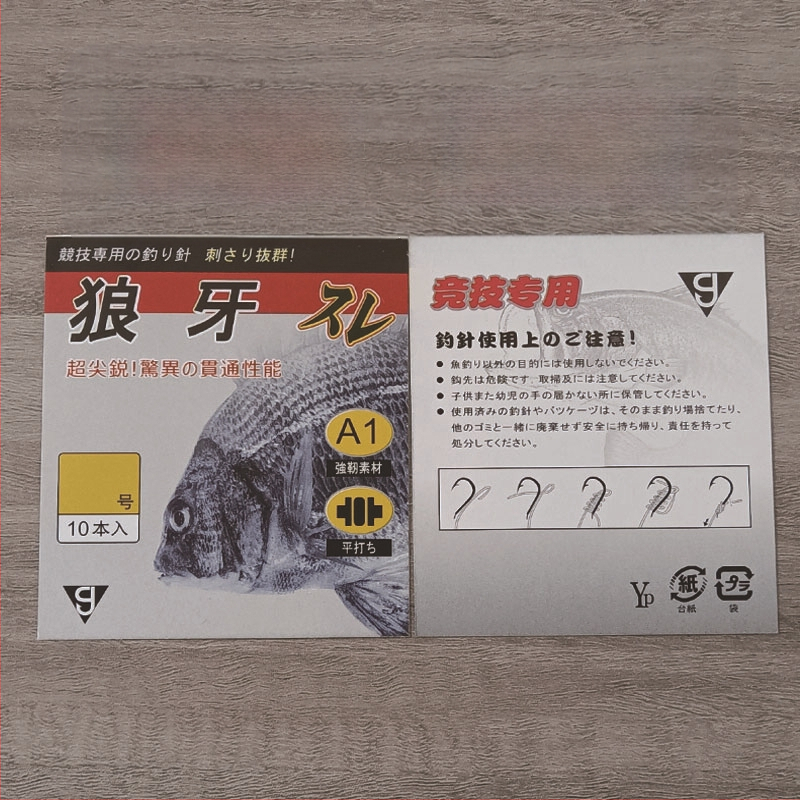 競技専用の釣り針 刺さり抜群!
狼牙 スレ
超尖鋭!驚異の貫通性能
A1
強靭素材
号
10本入
平打ち
g
竞技专用
g
釣針使用上のご注意!
● 魚釣り以外の目的には使用しないでください。
● 鈎先は危険です,取掃及には注意してください。
● 子供また幼児の手の届かない所に保管してください。
● 使用済みの釣針やパツケーヅは、そのまま釣り場捨てたり、
他のゴミと一緒に廃棄せず安全に持ち帰り、責任を持って
処分してください。
Yp
紙
台紙
プラ
袋